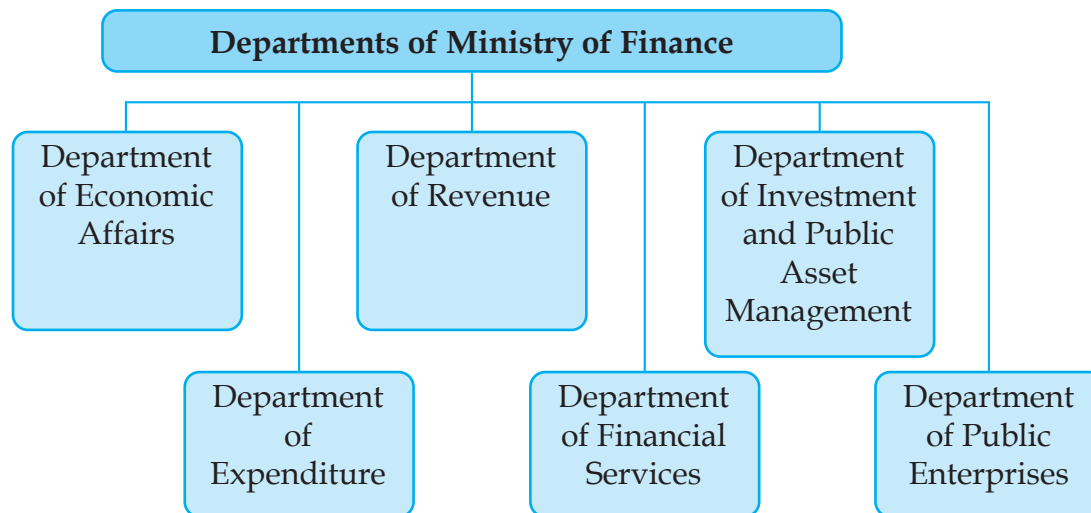 Departments of Ministry of Finance
Department
of Economic
Affairs
Department
of Revenue
Department
of Investment
and Public
Asset
Management
Department
of
Expenditure
Department
of Financial
Services
Department
of Public
Enterprises